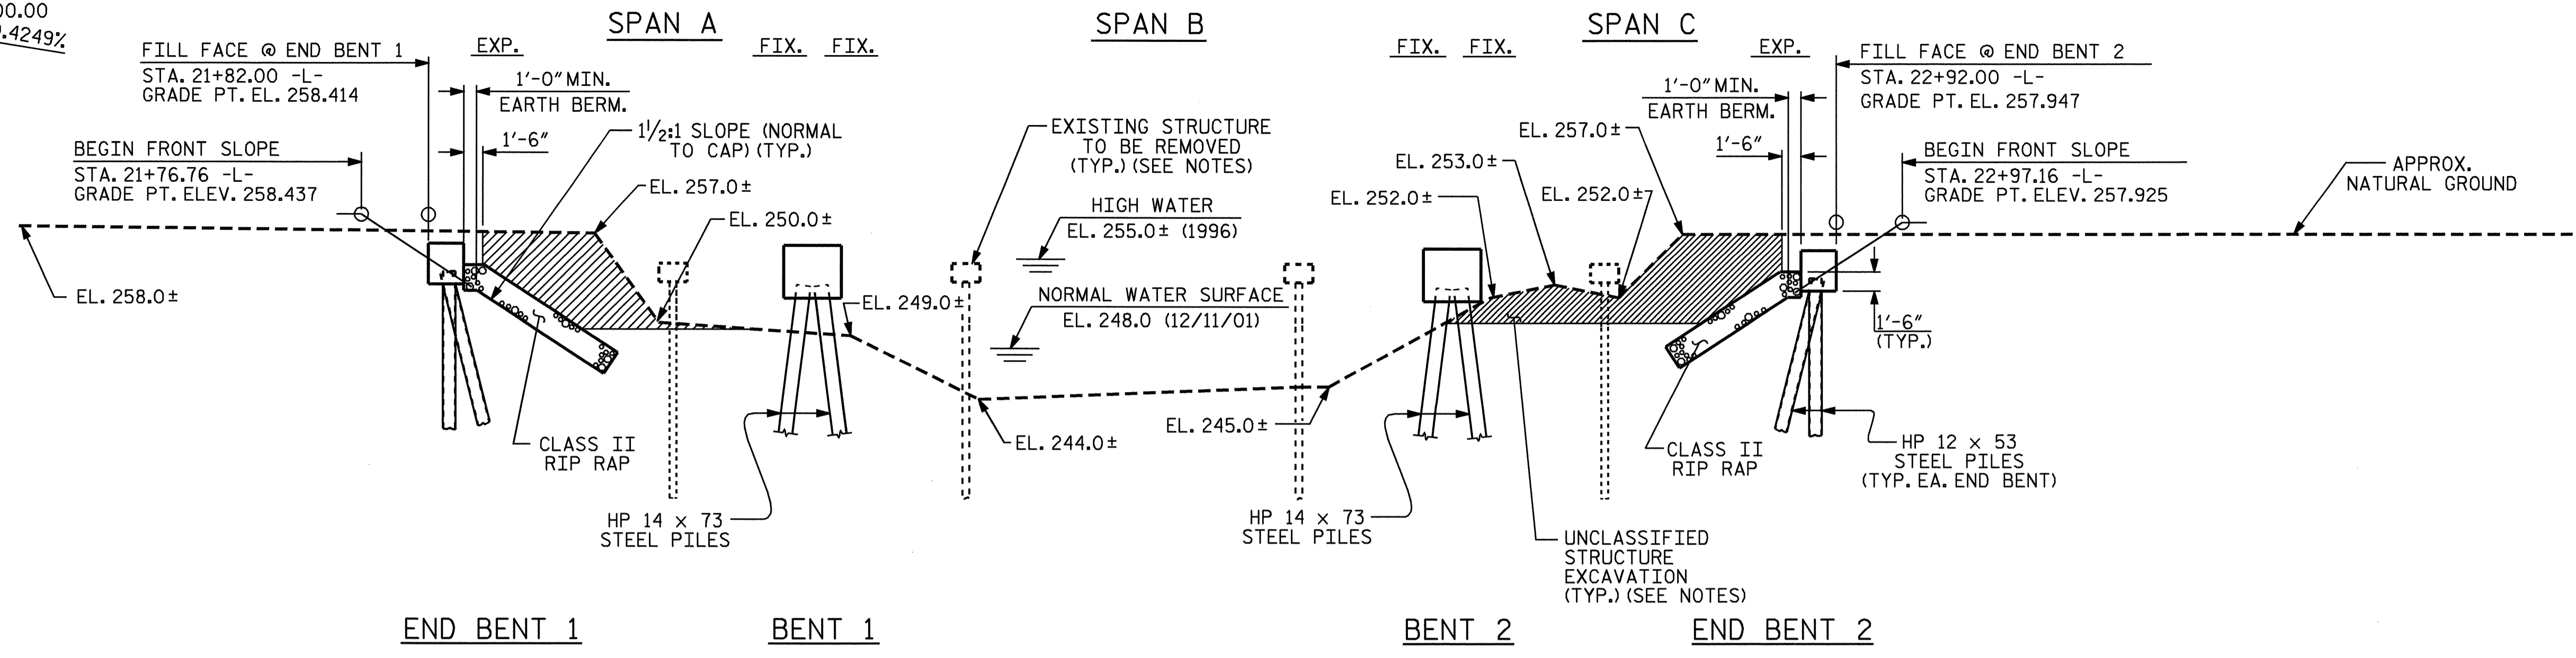 00.00
.4249%
SPAN A
SPAN B
SPAN C
EXP.
FIX. FIX.
FIX. FIX.
EXP.
FILL FACE @ END BENT 1
STA. 21+82.00 -L-
GRADE PT. EL. 258.414
1'-0" MIN.
EARTH BERM.
1'-6"
1½:1 SLOPE (NORMAL
TO CAP) (TYP.)
BEGIN FRONT SLOPE
STA. 21+76.76 -L-
GRADE PT. ELEV. 258.437
EL. 257.0±
EL. 250.0±
EL. 258.0±
EL. 249.0±
EXISTING STRUCTURE
TO BE REMOVED
(TYP.) (SEE NOTES)
HIGH WATER
EL. 255.0± (1996)
NORMAL WATER SURFACE
EL. 248.0 (12/11/01)
EL. 257.0±
EL. 253.0±
EL. 252.0±
EL. 252.0±
1'-0" MIN.
EARTH BERM.
1'-6"
FILL FACE @ END BENT 2
STA. 22+92.00 -L-
GRADE PT. EL. 257.947
BEGIN FRONT SLOPE
STA. 22+97.16 -L-
GRADE PT. ELEV. 257.925
APPROX.
NATURAL GROUND
1'-6"
(TYP.)
CLASS II
RIP RAP
HP 14 x 73
STEEL PILES
EL. 244.0±
EL. 245.0±
HP 14 x 73
STEEL PILES
CLASS II
RIP RAP
HP 12 x 53
STEEL PILES
(TYP. EA. END BENT)
UNCLASSIFIED
STRUCTURE
EXCAVATION
(TYP.) (SEE NOTES)
END BENT 1
BENT 1
BENT 2
END BENT 2